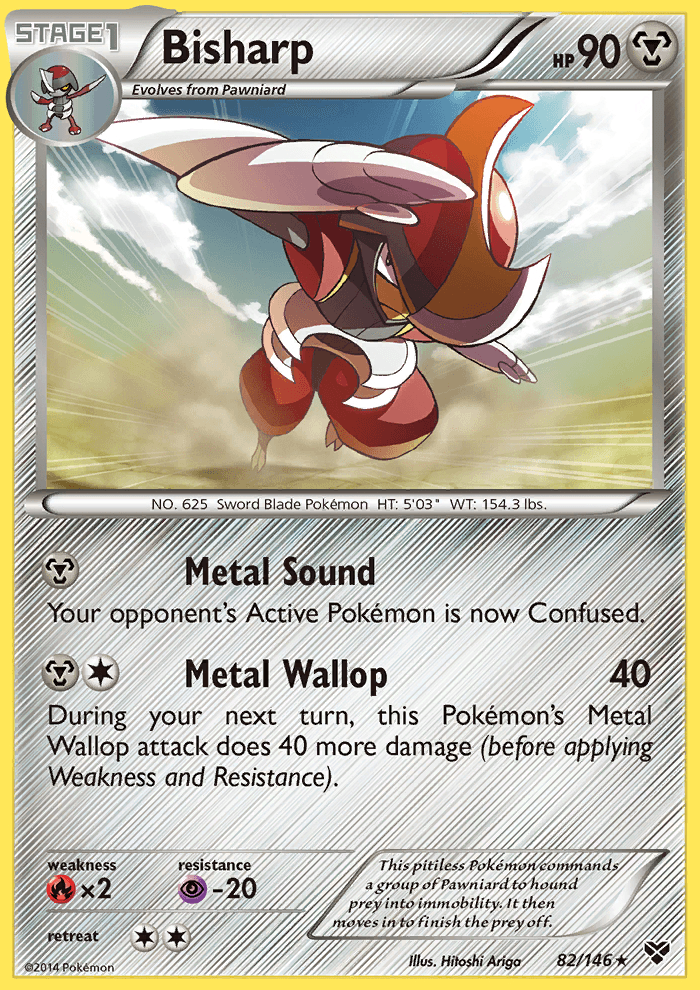 STAGE1
Bisharp
HP 90
Evolves from Pawniard
NO. 625 Sword Blade Pokémon HT: 5'03" WT: 154.3 lbs.
Metal Sound
Your opponent's Active Pokémon is now Confused.
Metal Wallop 40
During your next turn, this Pokémon's Metal
Wallop attack does 40 more damage (before applying
Weakness and Resistance).
weakness resistance
×2 -20
This pitiless Pokémon commands
a group of Pawniard to hound
prey into immobility. It then
moves in to finish the prey off.
retreat
©2014 Pokémon
Illus. Hitoshi Ariga 82/146★